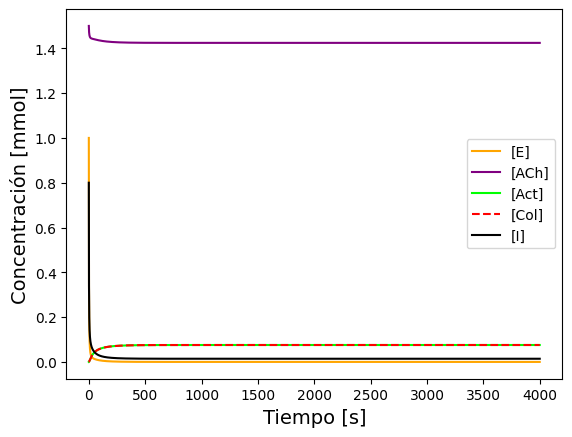 Concentración [mmol]
1.4
1.2
1.0
0.8
0.6
0.4
0.2
0.0
[E]
[ACh]
[Act]
[Col]
[I]
0 500 1000 1500 2000 2500 3000 3500 4000
Tiempo [s]